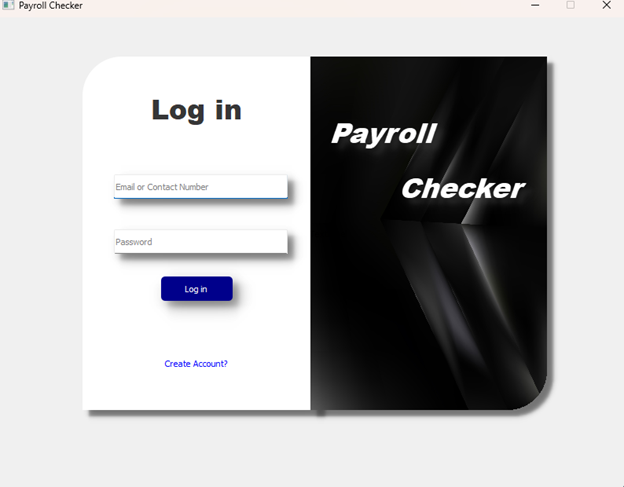 Payroll Checker
Log in
Email or Contact Number
Password
Log in
Create Account?
Payroll
Checker